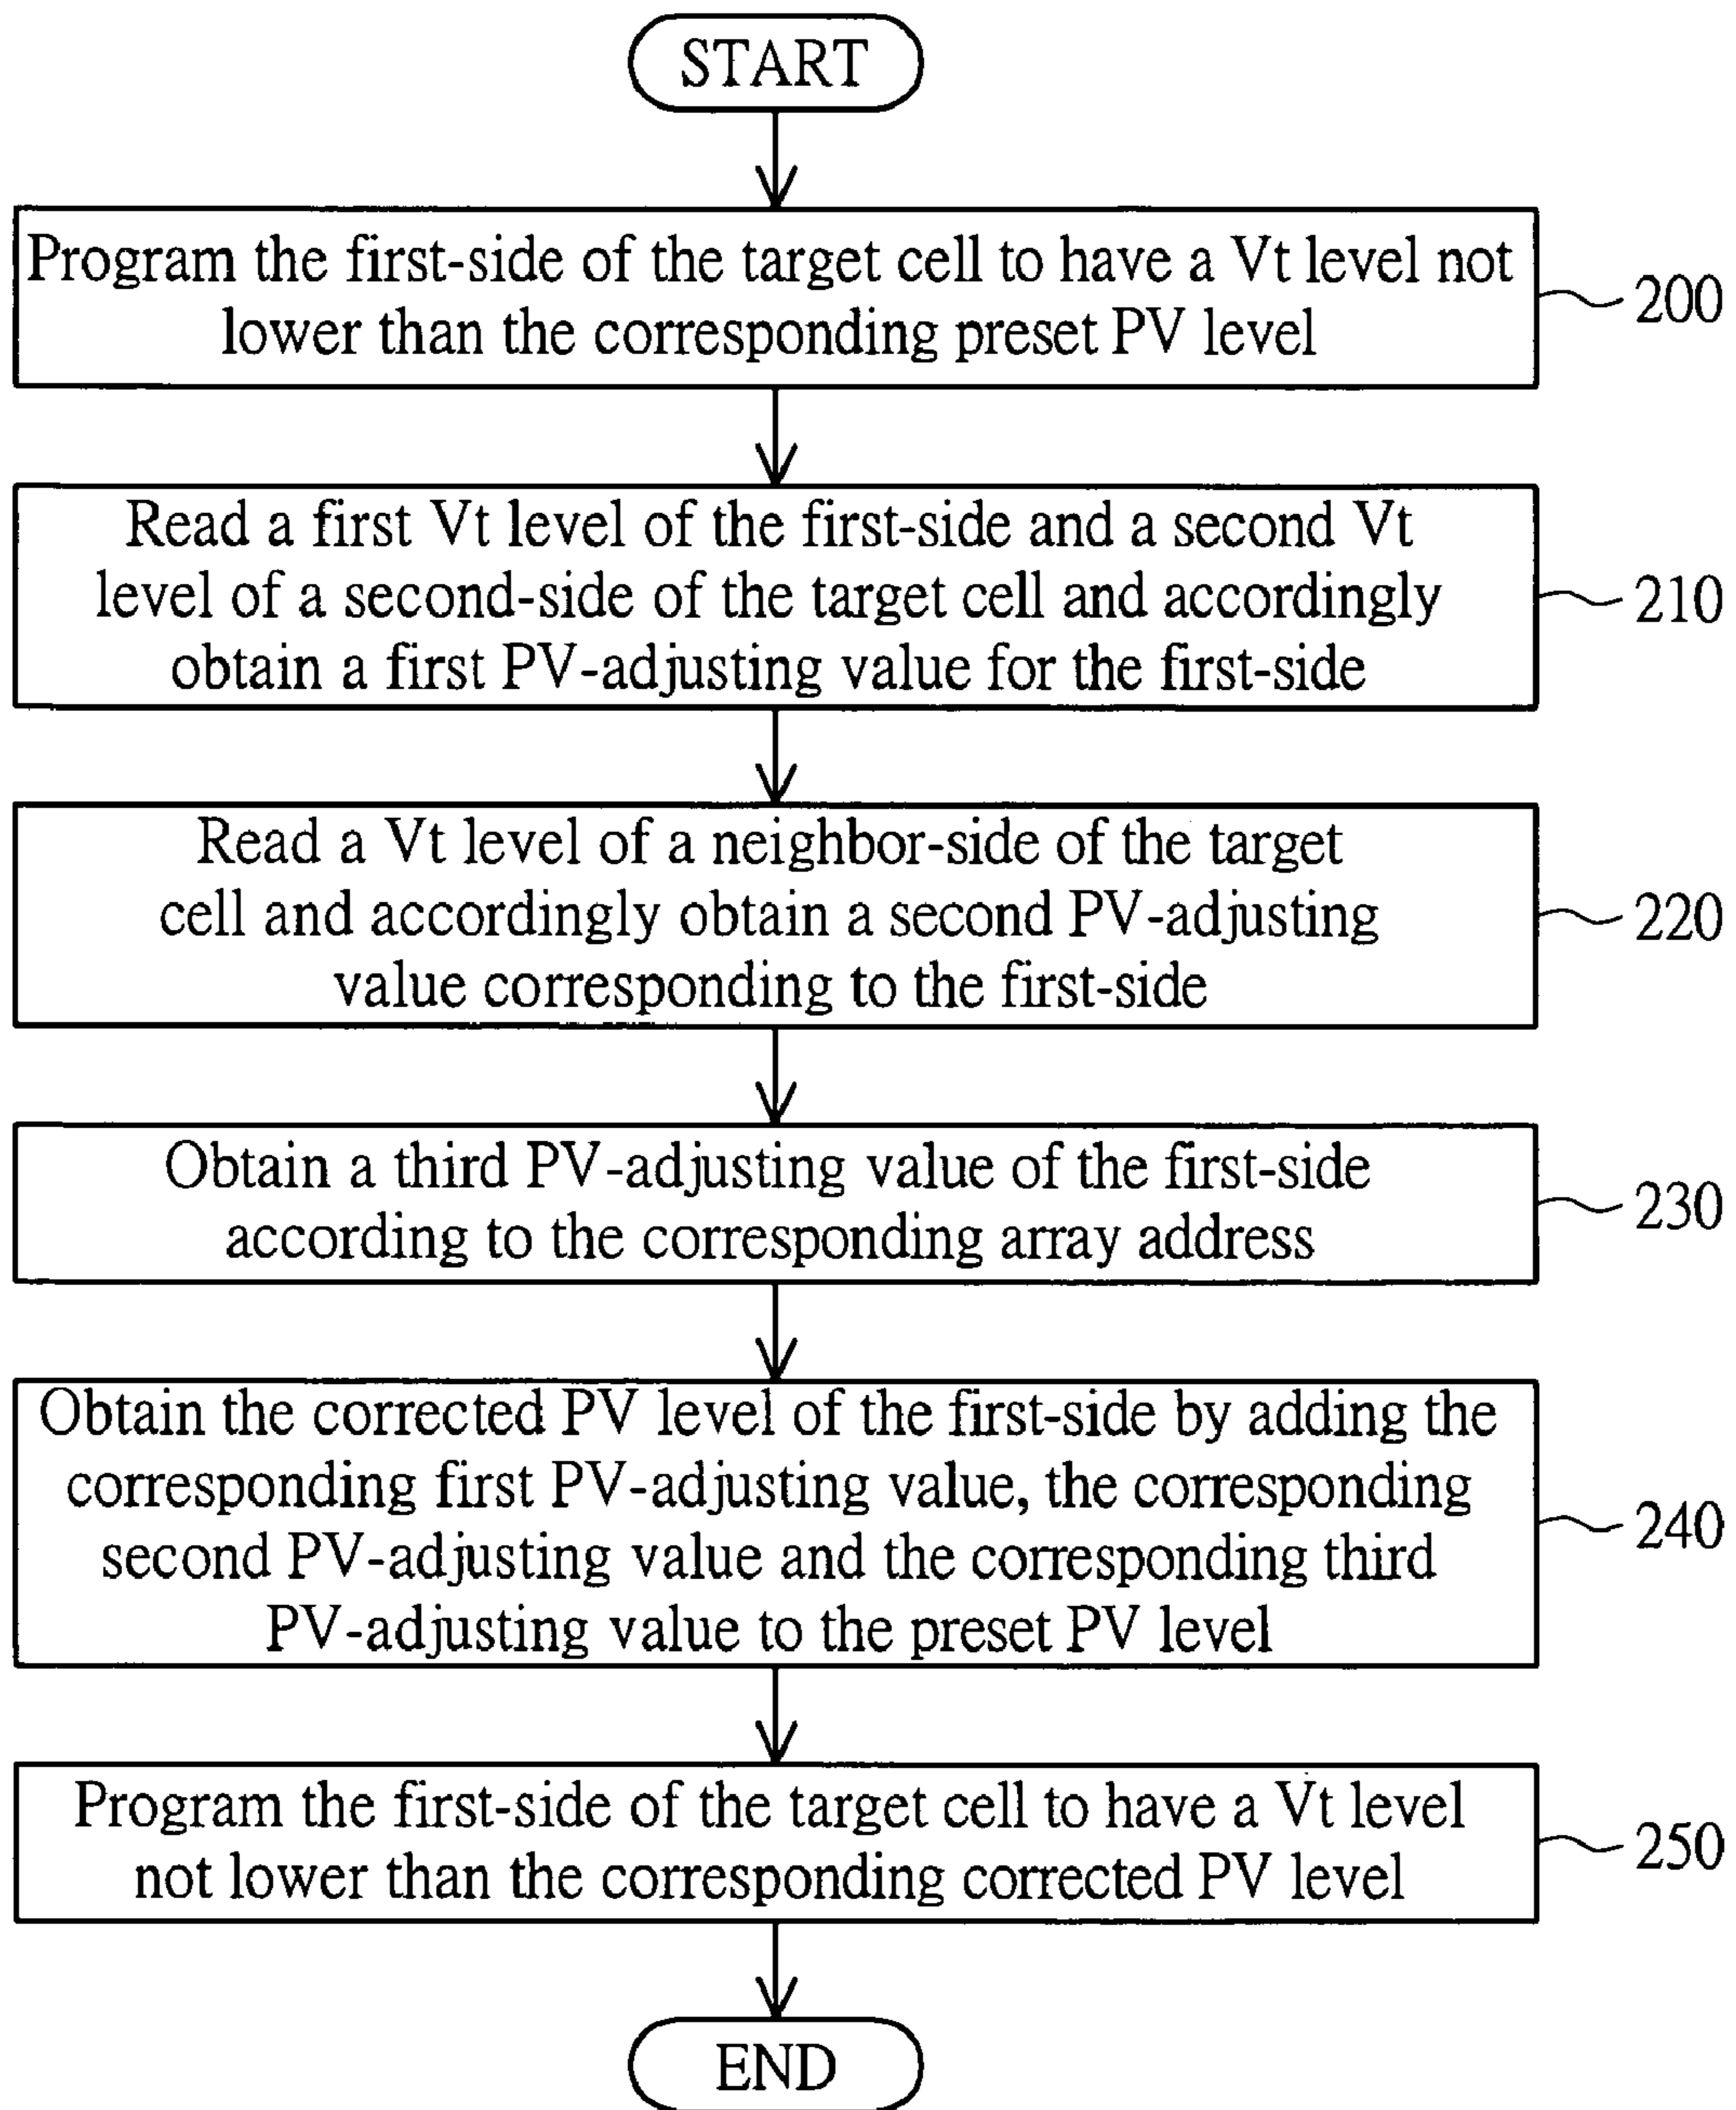 START
Program the first-side of the target cell to have a Vt level not
lower than the corresponding preset PV level
200
Read a first Vt level of the first-side and a second Vt
level of a second-side of the target cell and accordingly
obtain a first PV-adjusting value for the first-side
210
Read a Vt level of a neighbor-side of the target
cell and accordingly obtain a second PV-adjusting
value corresponding to the first-side
220
Obtain a third PV-adjusting value of the first-side
according to the corresponding array address
230
Obtain the corrected PV level of the first-side by adding the
corresponding first PV-adjusting value, the corresponding
second PV-adjusting value and the corresponding third
PV-adjusting value to the preset PV level
240
Program the first-side of the target cell to have a Vt level
not lower than the corresponding corrected PV level
250
END